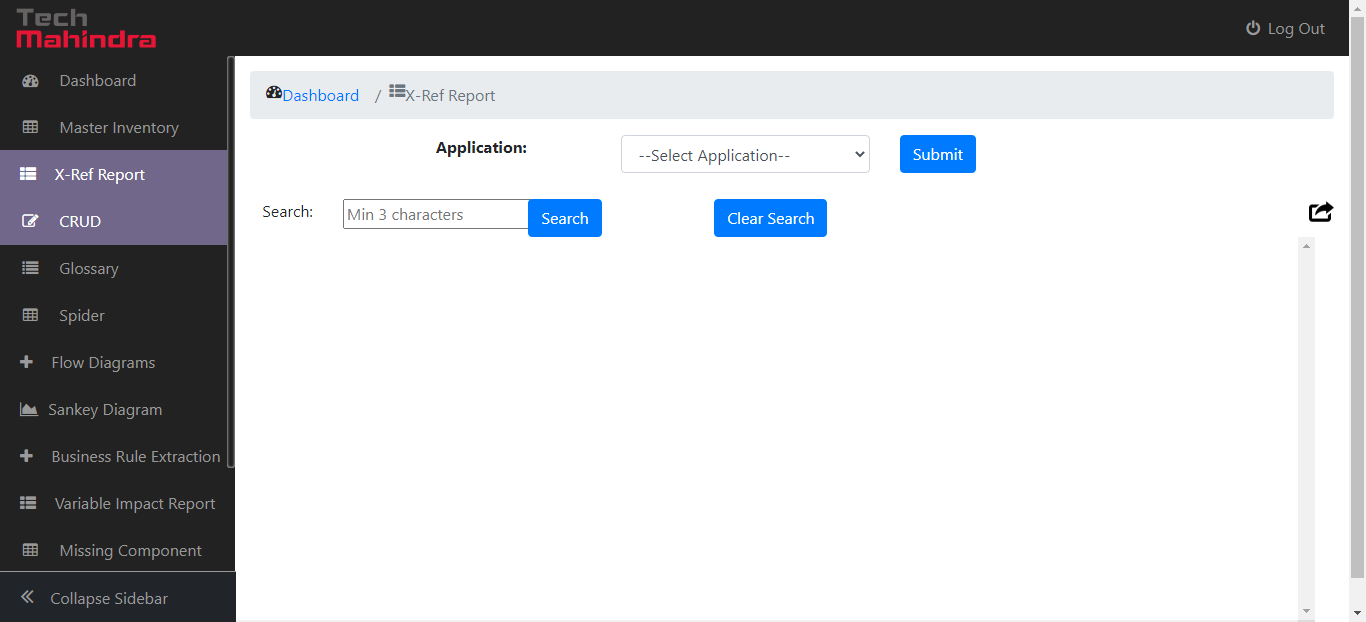 Tech
Mahindra
Log Out
Dashboard
Master Inventory
X-Ref Report
CRUD
Glossary
Spider
Flow Diagrams
Sankey Diagram
Business Rule Extraction
Variable Impact Report
Missing Component
Collapse Sidebar
Dashboard / X-Ref Report
Application: --Select Application-- Submit
Search: Min 3 characters Search Clear Search